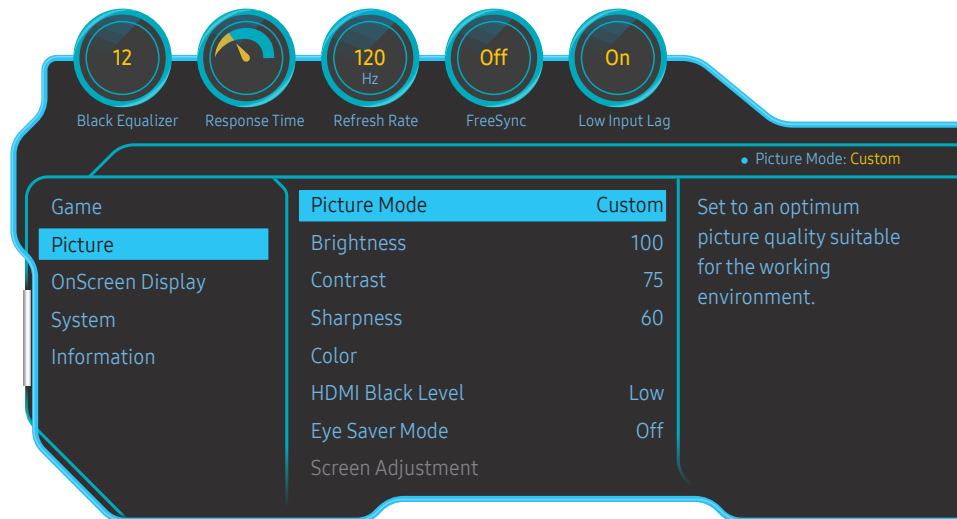 12
120
Hz
Off
On
Black Equalizer
Response Time
Refresh Rate
FreeSync
Low Input Lag
• Picture Mode: Custom
Game
Picture
OnScreen Display
System
Information
Picture Mode Custom
Brightness 100
Contrast 75
Sharpness 60
Color
HDMI Black Level Low
Eye Saver Mode Off
Screen Adjustment
Set to an optimum
picture quality suitable
for the working
environment.